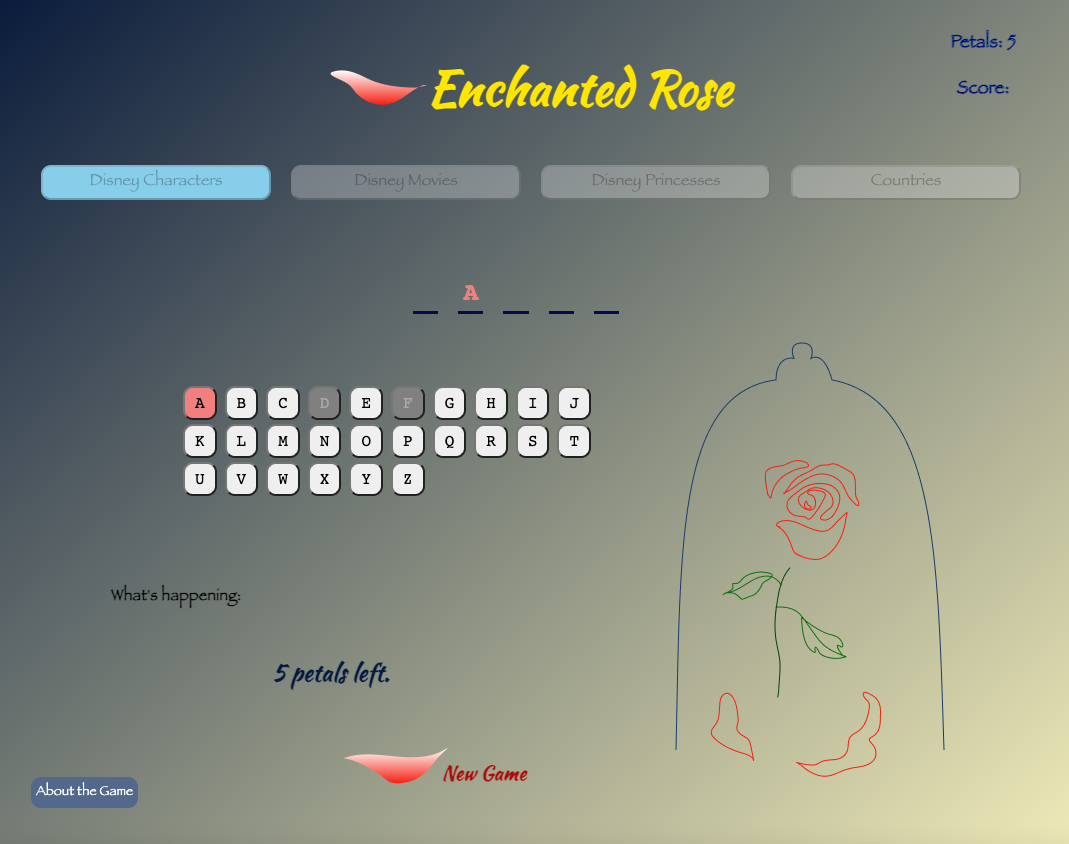 Petals: 5
Enchanted Rose
Score:
Disney Characters Disney Movies Disney Princesses Countries
A
A B C D E F G H I J
K L M N O P Q R S T
U V W X Y Z
What's happening:
5 petals left.
New Game
About the Game